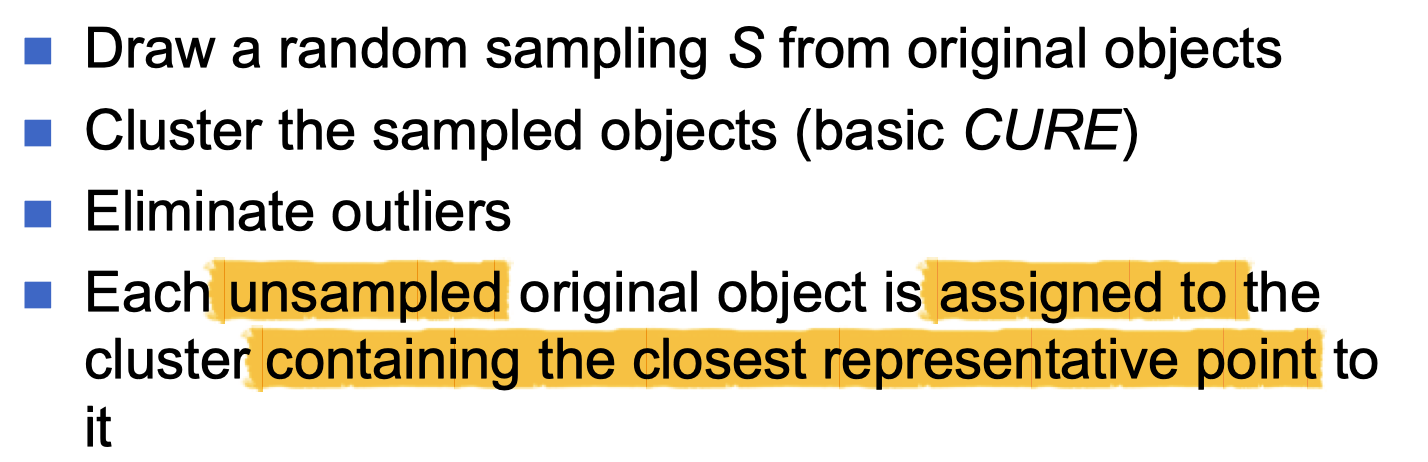 Draw a random sampling S from original objects
Cluster the sampled objects (basic CURE)
Eliminate outliers
Each unsampled original object is assigned to the
cluster containing the closest representative point to
it